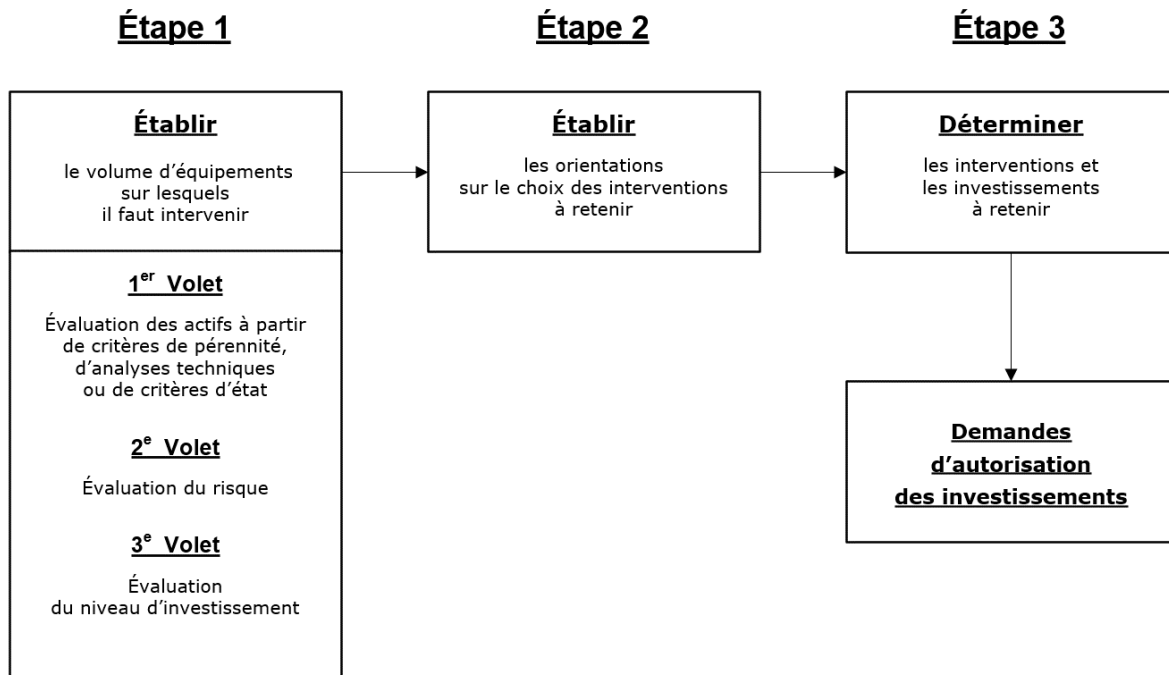 Étape 1
Étape 2
Étape 3
Établir
le volume d’équipements
sur lesquels
il faut intervenir
1er Volet
Évaluation des actifs à partir
de critères de pérennité,
d’analyses techniques
ou de critères d’état
2e Volet
Évaluation du risque
3e Volet
Évaluation
du niveau d’investissement
Établir
les orientations
sur le choix des interventions
à retenir
Déterminer
les interventions et
les investissements
à retenir
Demandes
d’autorisation
des investissements